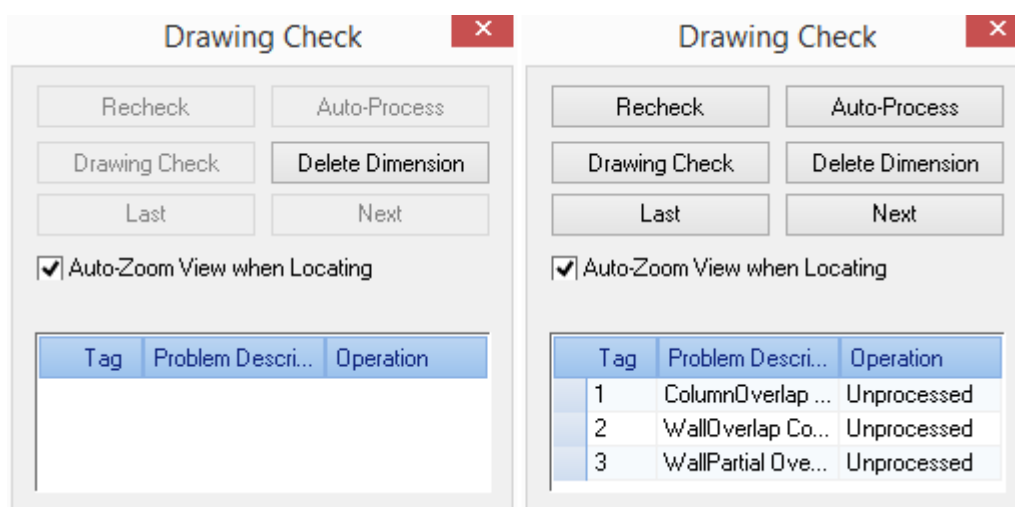 Drawing Check
Recheck Auto-Process
Drawing Check Delete Dimension
Last Next
Auto-Zoom View when Locating
Tag Problem Descri... Operation
Drawing Check
Recheck Auto-Process
Drawing Check Delete Dimension
Last Next
Auto-Zoom View when Locating
Tag Problem Descri... Operation
1 ColumnOverlap ... Unprocessed
2 WallOverlap Co... Unprocessed
3 WallPartial Ove... Unprocessed